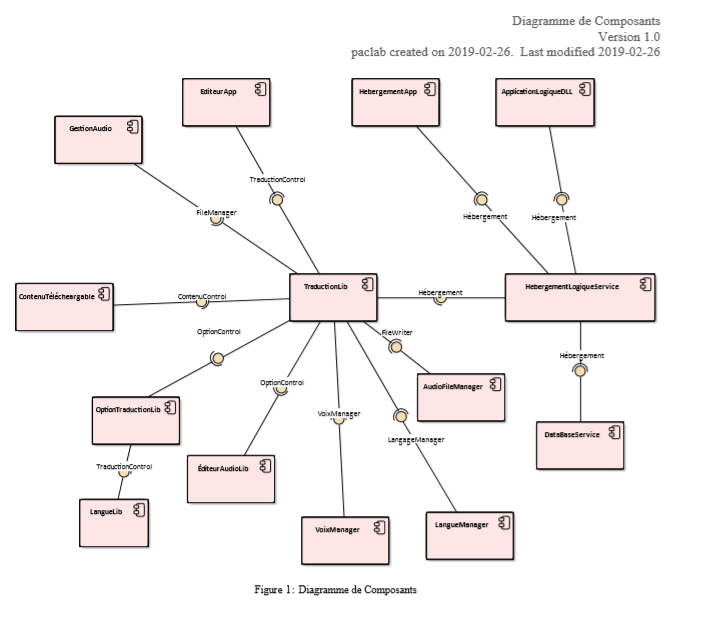 Diagramme de Composants
Version 1.0
paclab created on 2019-02-26.  Last modified 2019-02-26
EditeurApp
HebergementApp
ApplicationLogiqueDLL
GestionAudio
TraductionControl
FileManager
Hébergement
Hébergement
ContenuTélécheargable
ContenuControl
TraductionLib
Hébergement
HebergementLogiqueService
OptionControl
FileWriter
Hébergement
OptionControl
AudioFileManager
OptionTraductionLib
VoixManager
LangageManager
DataBaseService
TraductionControl
ÉditeurAudioLib
LangueLib
VoixManager
LangueManager
Figure 1: Diagramme de Composants